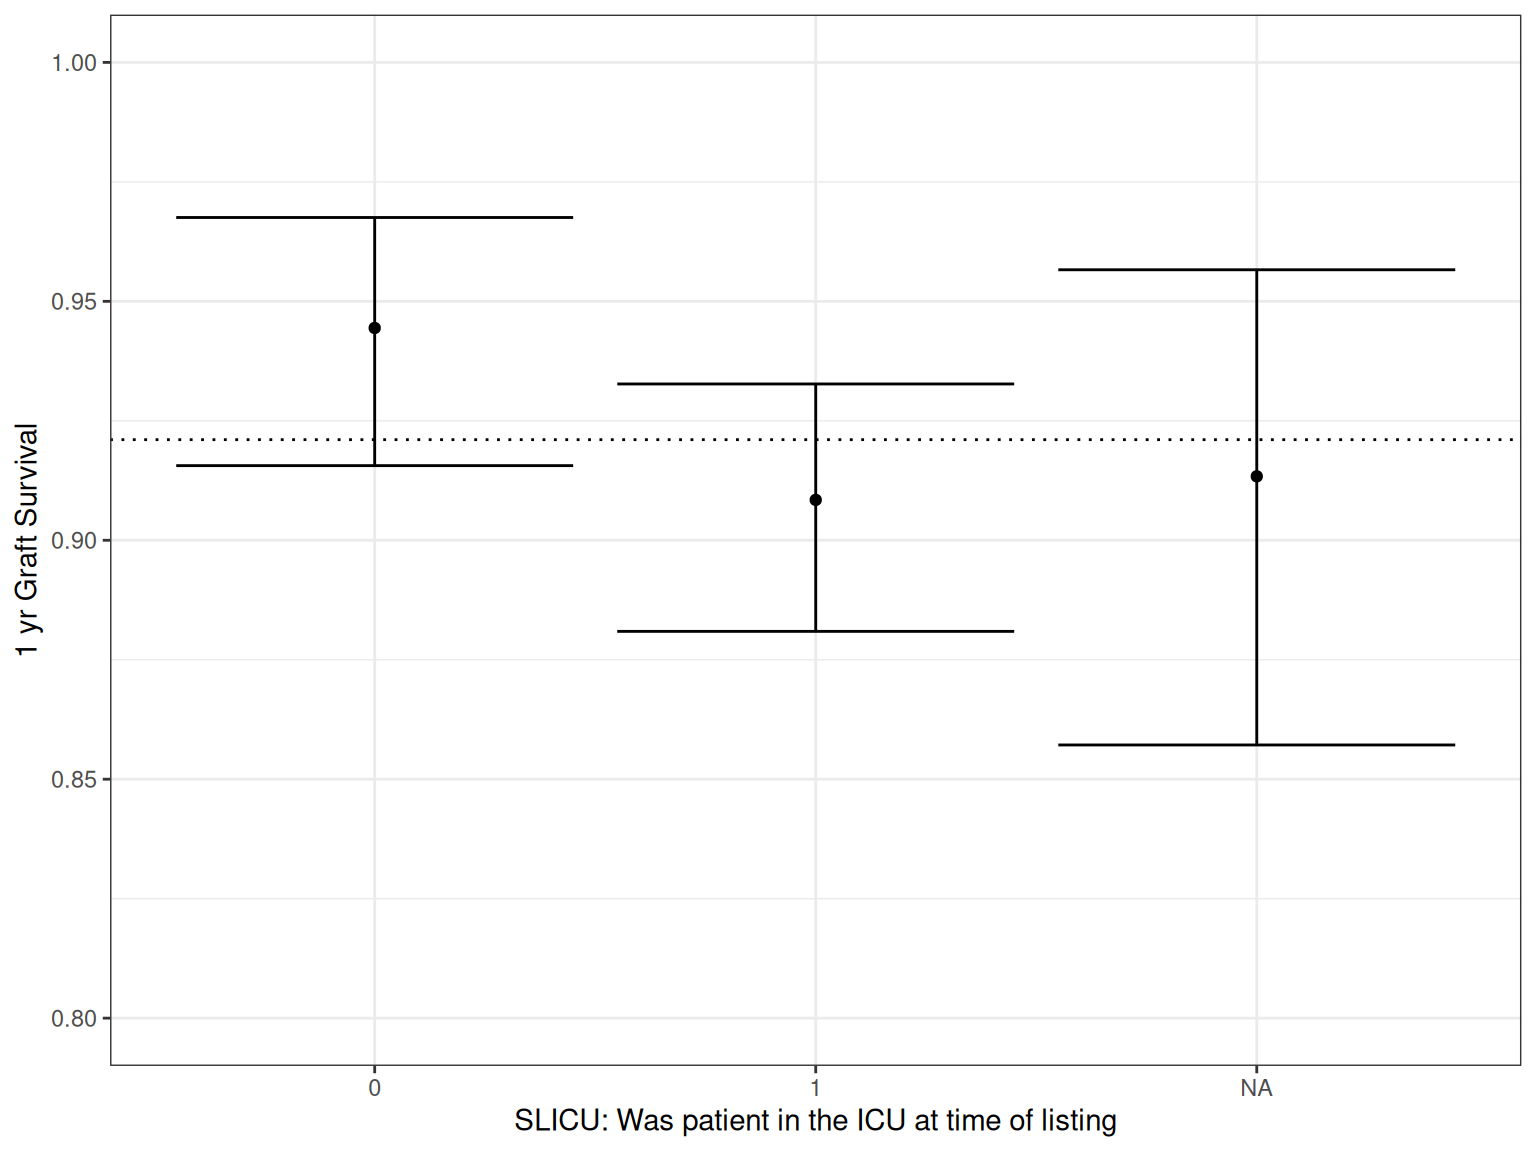 1.00
0.95
0.90
0.85
0.80
1 yr Graft Survival
0
1
NA
SLICU: Was patient in the ICU at time of listing